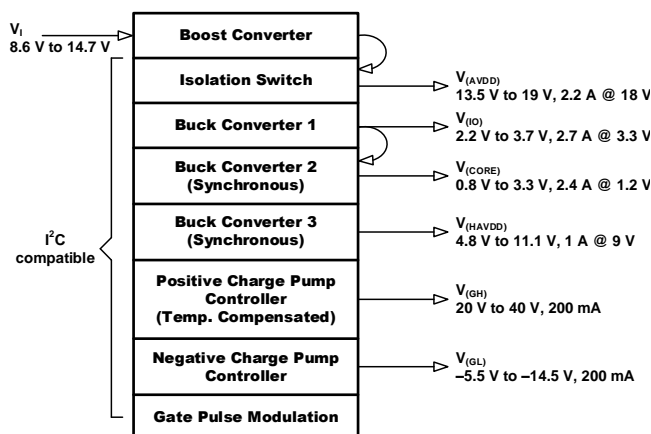 V(I)
8.6 V to 14.7 V
Boost Converter
Isolation Switch
V(AVDD)
13.5 V to 19 V, 2.2 A @ 18 V
Buck Converter 1
V(IO)
2.2 V to 3.7 V, 2.7 A @ 3.3 V
Buck Converter 2
(Synchronous)
V(CORE)
0.8 V to 3.3 V, 2.4 A @ 1.2 V
Buck Converter 3
(Synchronous)
V(HAVDD)
4.8 V to 11.1 V, 1 A @ 9 V
I²C
compatible
Positive Charge Pump
Controller
(Temp. Compensated)
V(GH)
20 V to 40 V, 200 mA
Negative Charge Pump
Controller
V(GL)
–5.5 V to –14.5 V, 200 mA
Gate Pulse Modulation